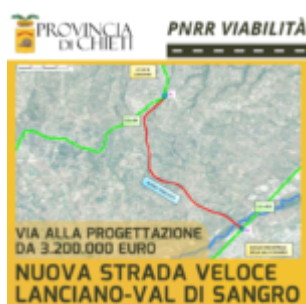 PROVINCIA
DI CHIETI
PNRR VIABILITÀ
VIA ALLA PROGETTAZIONE
DA 3.200.000 EURO
NUOVA STRADA VELOCE
LANCIANO-VAL DI SANGRO